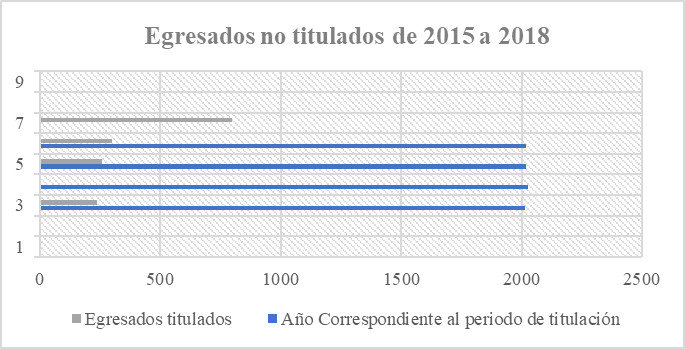 Egresados no titulados de 2015 a 2018
9
7
5
3
1
0 500 1000 1500 2000 2500
Egresados titulados Año Correspondiente al periodo de titulación